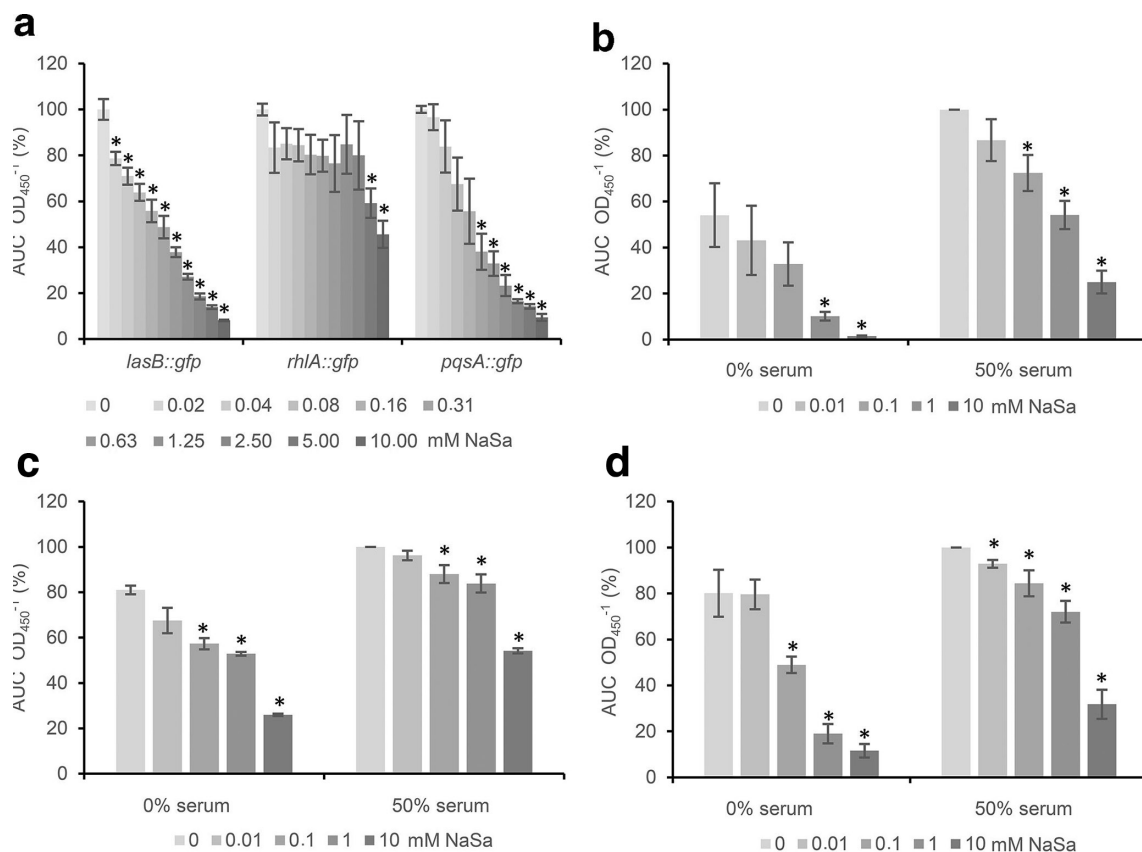 a
120
100
80
60
40
20
0
AUC OD450-1 (%)
* * * * * * * * * *
* *
* * * * * *
lasB::gfp rhlA::gfp pqsA::gfp
0 0.02 0.04 0.08 0.16 0.31
0.63 1.25 2.50 5.00 10.00 mM NaSa
b
120
100
80
60
40
20
0
AUC OD450-1 (%)
* *
* * *
0% serum 50% serum
0 0.01 0.1 1 10 mM NaSa
c
120
100
80
60
40
20
0
AUC OD450-1 (%)
* * *
* * *
0% serum 50% serum
0 0.01 0.1 1 10 mM NaSa
d
120
100
80
60
40
20
0
AUC OD450-1 (%)
* * *
* * * *
0% serum 50% serum
0 0.01 0.1 1 10 mM NaSa